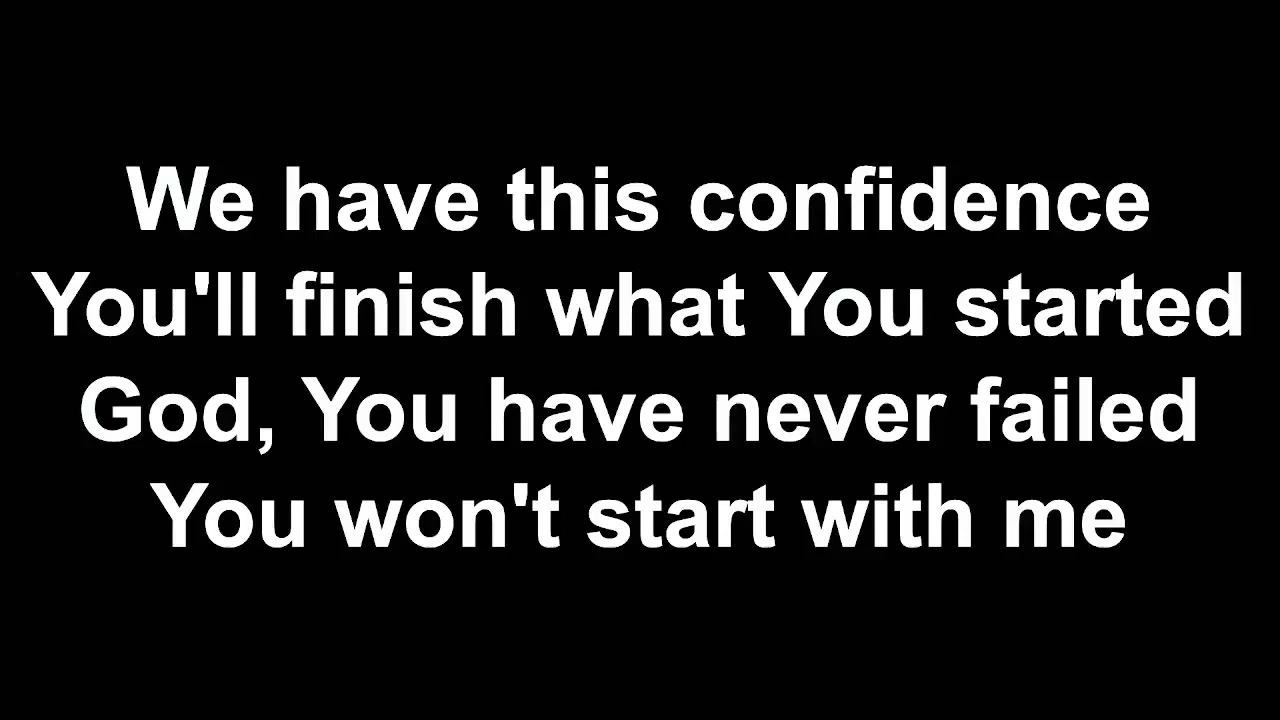 We have this confidence
You'll finish what You started
God, You have never failed
You won't start with me